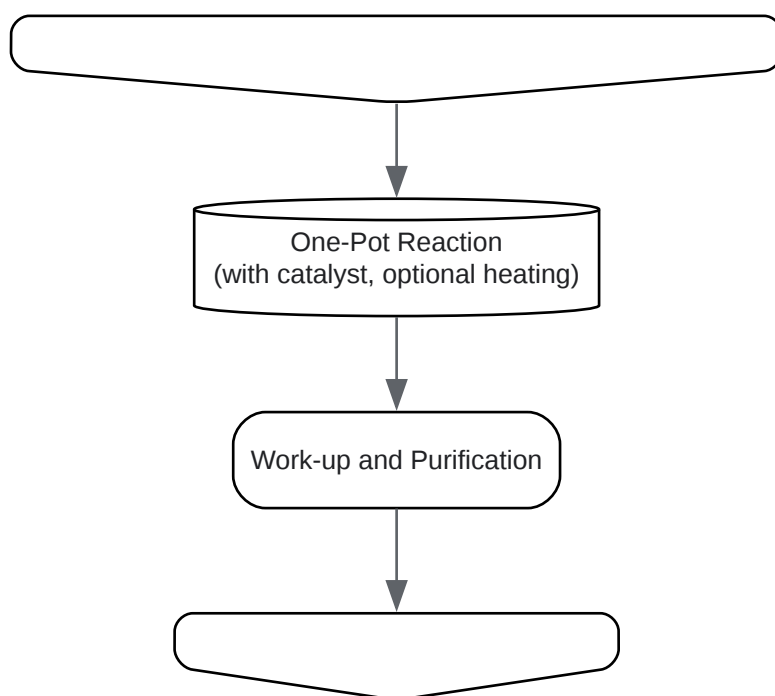 One-Pot Reaction
(with catalyst, optional heating)
Work-up and Purification